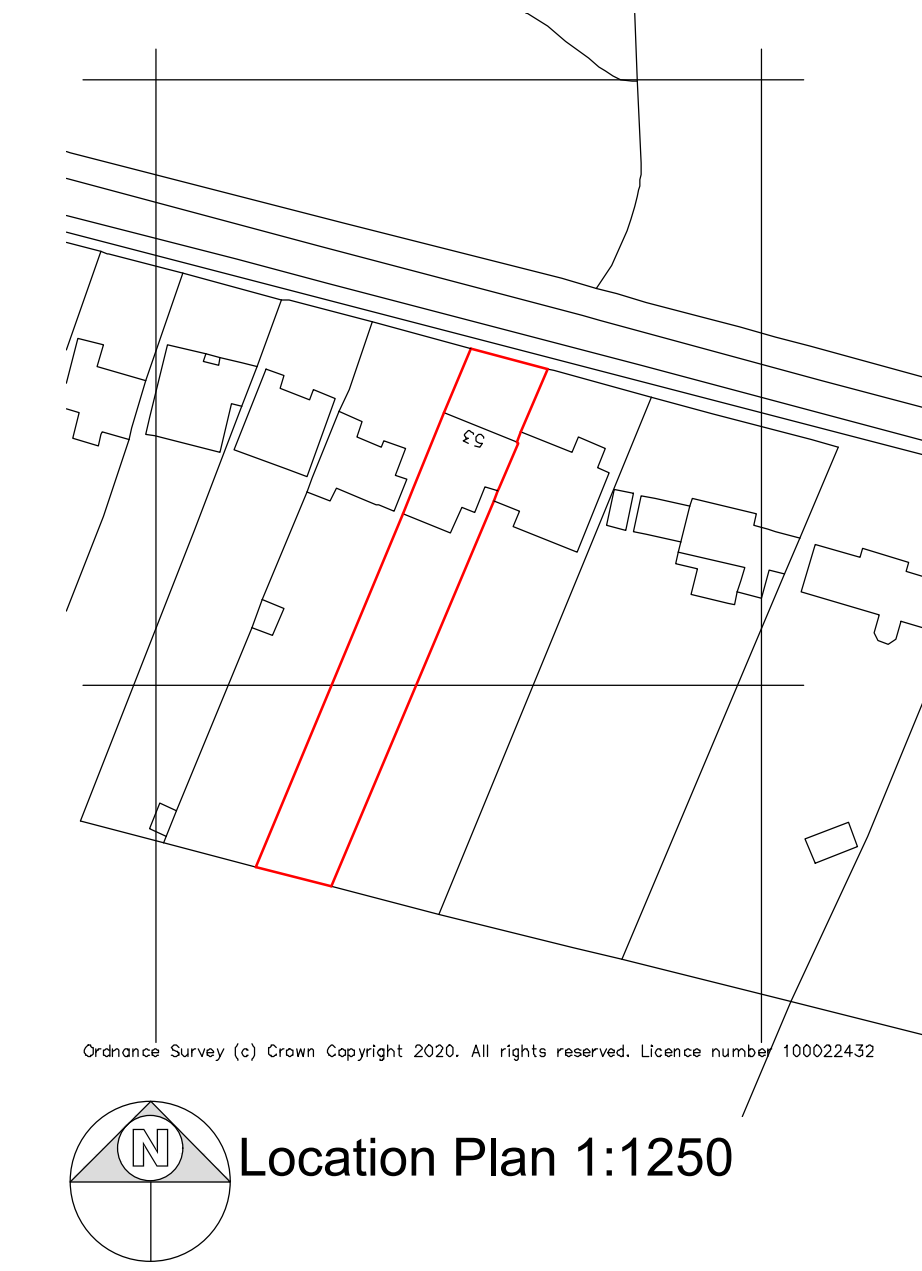 53
Ordnance Survey (c) Crown Copyright 2020. All rights reserved. Licence number 100022432
N
Location Plan 1:1250